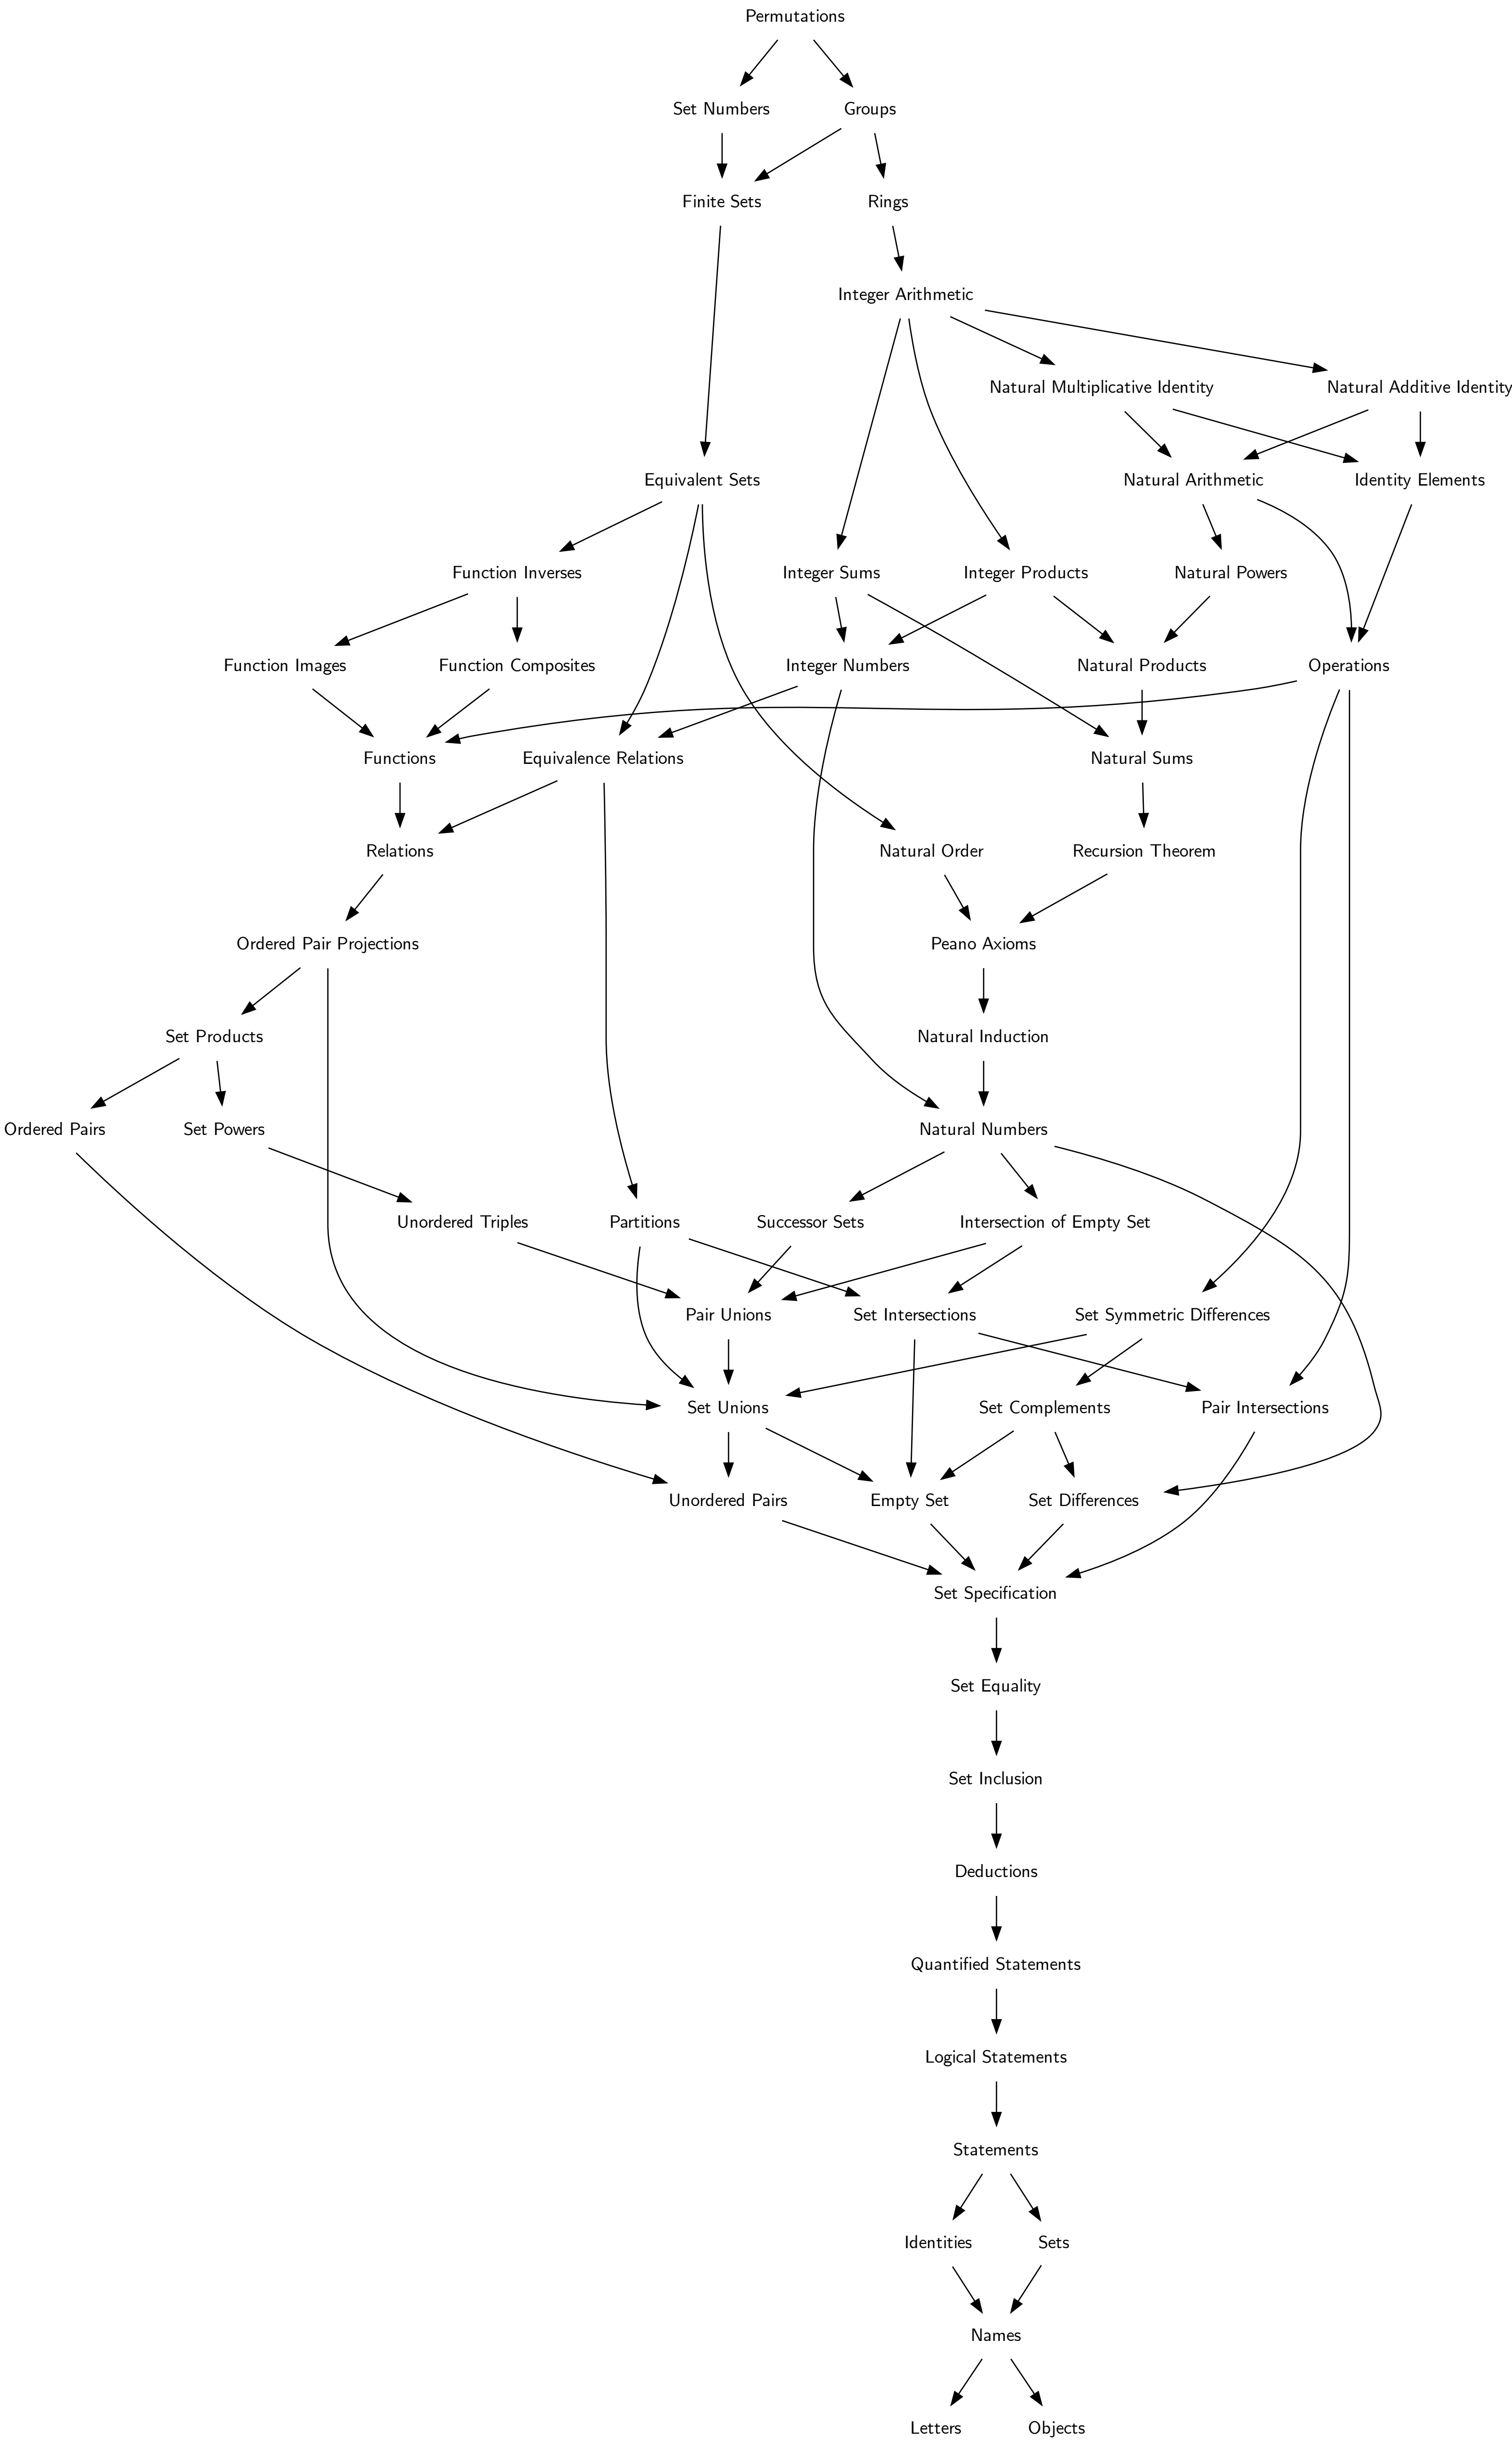 Permutations
Set Numbers
Groups
Finite Sets
Rings
Integer Arithmetic
Natural Multiplicative Identity
Natural Additive Identity
Equivalent Sets
Natural Arithmetic
Identity Elements
Function Inverses
Integer Sums
Integer Products
Natural Powers
Function Images
Function Composites
Integer Numbers
Natural Products
Operations
Functions
Equivalence Relations
Natural Sums
Relations
Natural Order
Recursion Theorem
Ordered Pair Projections
Peano Axioms
Set Products
Natural Induction
Ordered Pairs
Set Powers
Natural Numbers
Unordered Triples
Partitions
Successor Sets
Intersection of Empty Set
Pair Unions
Set Intersections
Set Symmetric Differences
Set Unions
Set Complements
Pair Intersections
Unordered Pairs
Empty Set
Set Differences
Set Specification
Set Equality
Set Inclusion
Deductions
Quantified Statements
Logical Statements
Statements
Identities
Sets
Names
Letters
Objects